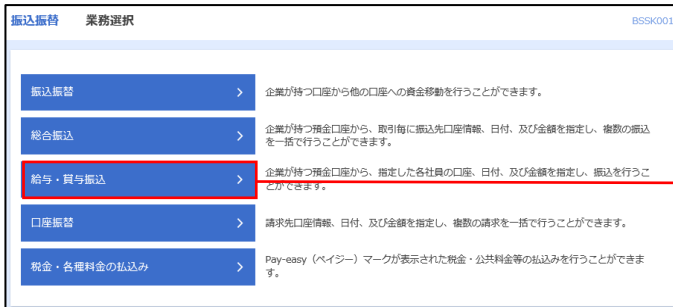 振込振替 業務選択 BSSK001
振込振替
企業が持つ口座から他の口座への資金移動を行うことができます。
総合振込
企業が持つ預金口座から、取引毎に振込先口座情報、日付、及び金額を指定し、複数の振込
を一括で行うことができます。
給与・賞与振込
企業が持つ預金口座から、指定した各社員の口座、日付、及び金額を指定し、振込を行うこ
とができます。
口座振替
請求先口座情報、日付、及び金額を指定し、複数の請求を一括で行うことができます。
税金・各種料金の払込み
Pay-easy（ペイジー）マークが表示された税金・公共料金等の払込みを行うことができま
す。